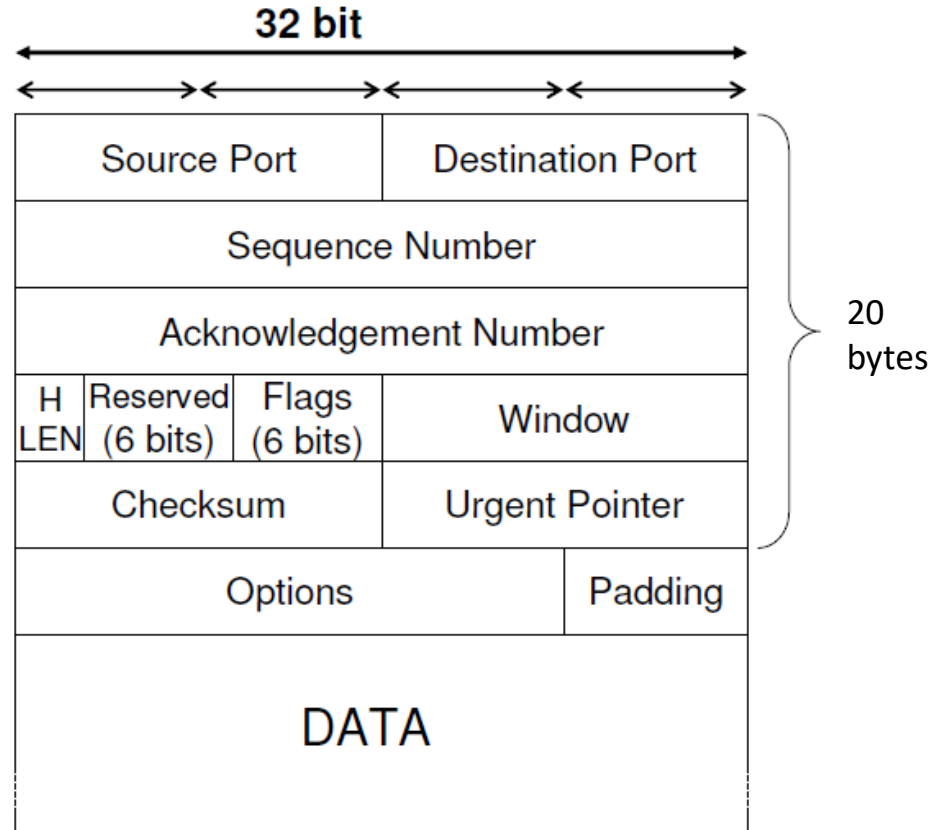 32 bit
Source Port
Destination Port
Sequence Number
Acknowledgement Number
H
LEN
Reserved
(6 bits)
Flags
(6 bits)
Window
Checksum
Urgent Pointer
Options
Padding
DATA
20
bytes